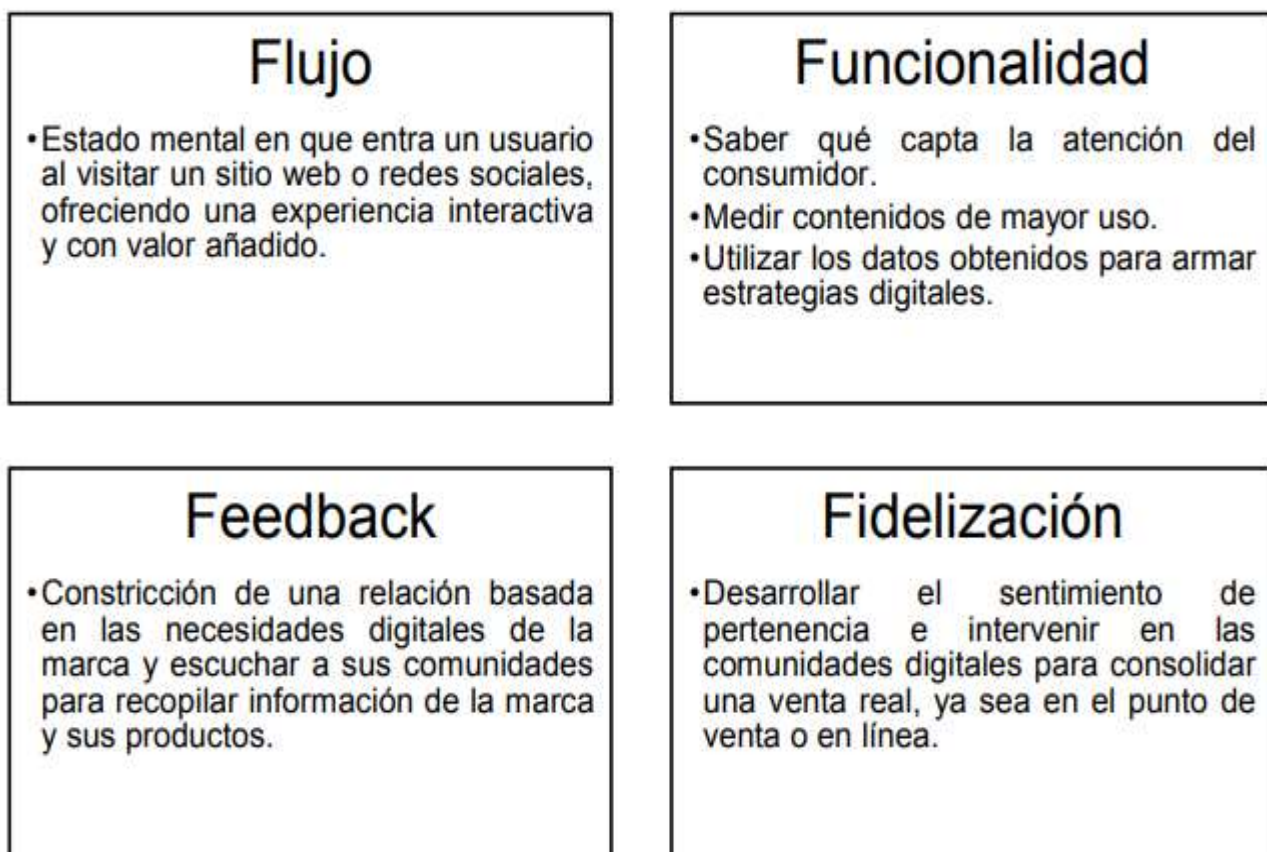 Flujo
•Estado mental en que entra un usuario
al visitar un sitio web o redes sociales,
ofreciendo una experiencia interactiva
y con valor añadido.
Funcionalidad
•Saber qué capta la atención del
consumidor.
•Medir contenidos de mayor uso.
•Utilizar los datos obtenidos para armar
estrategias digitales.
Feedback
•Constricción de una relación basada
en las necesidades digitales de la
marca y escuchar a sus comunidades
para recopilar información de la marca
y sus productos.
Fidelización
•Desarrollar el sentimiento de
pertenencia e intervenir en las
comunidades digitales para consolidar
una venta real, ya sea en el punto de
venta o en línea.